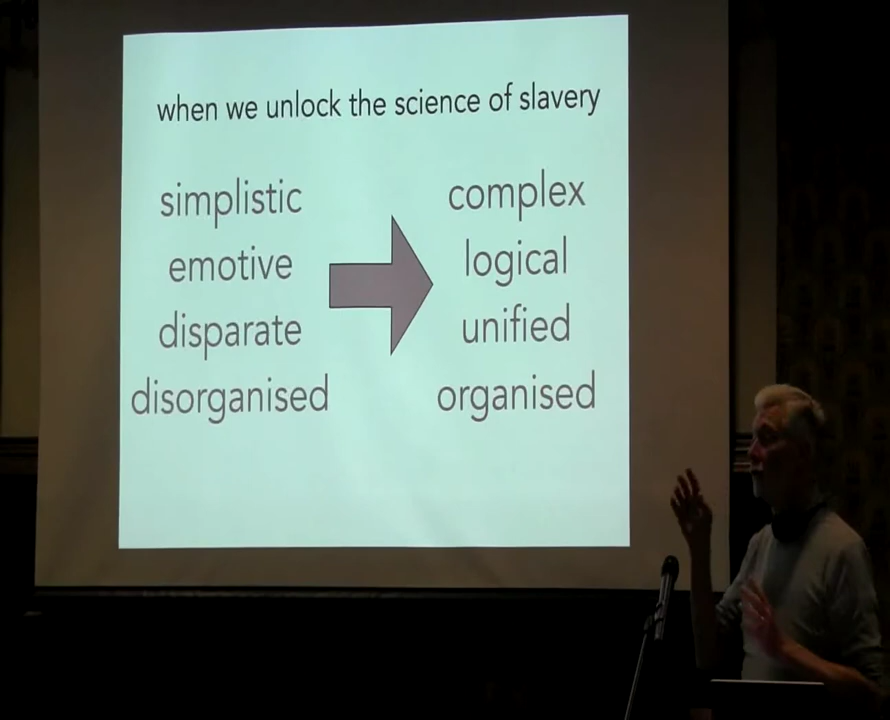 when we unlock the science of slavery
simplistic
emotive
disparate
disorganised
complex
logical
unified
organised